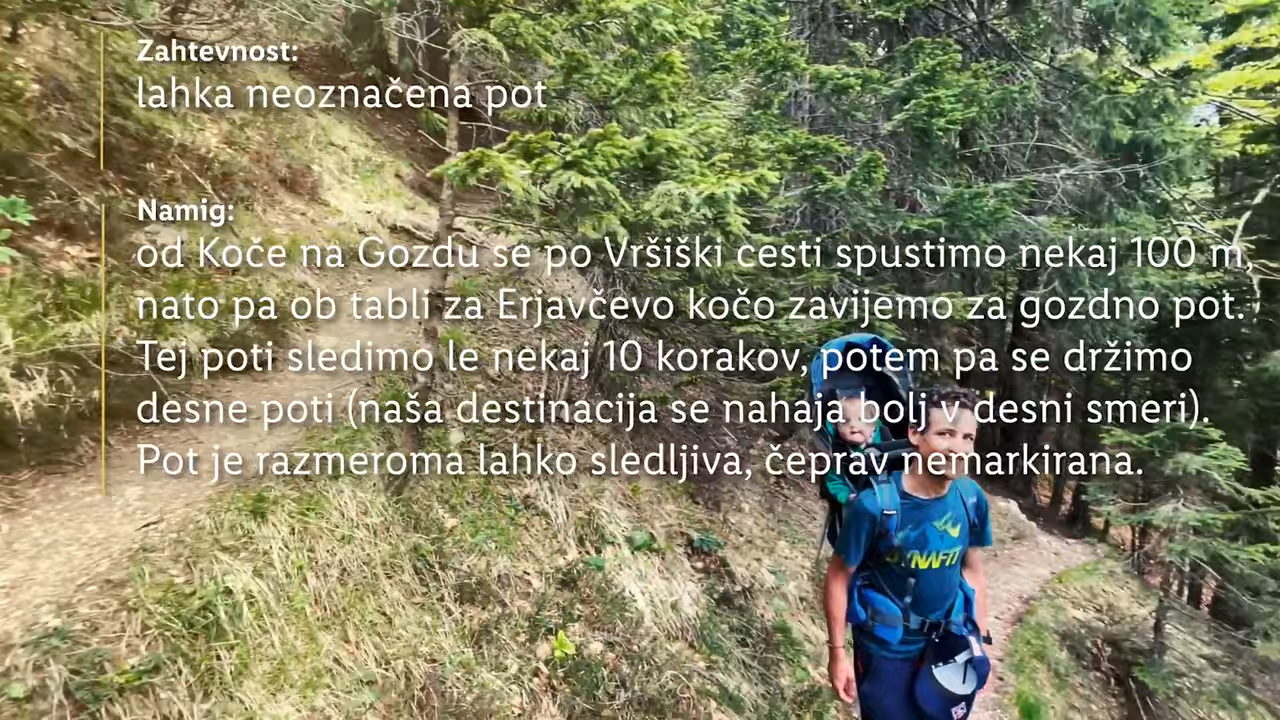 Zahtevnost:
lahka neoznačena pot
Namig:
od Koče na Gozdu se po Vršiški cesti spustimo nekaj 100 m,
nato pa ob tabli za Erjavčevo kočo zavijemo za gozdno pot.
Tej poti sledimo le nekaj 10 korakov, potem pa se držimo
desne poti (naša destinacija se nahaja bolj v desni smeri).
Pot je razmeroma lahko sledljiva, čeprav nemarkirana.
DYNAFIT